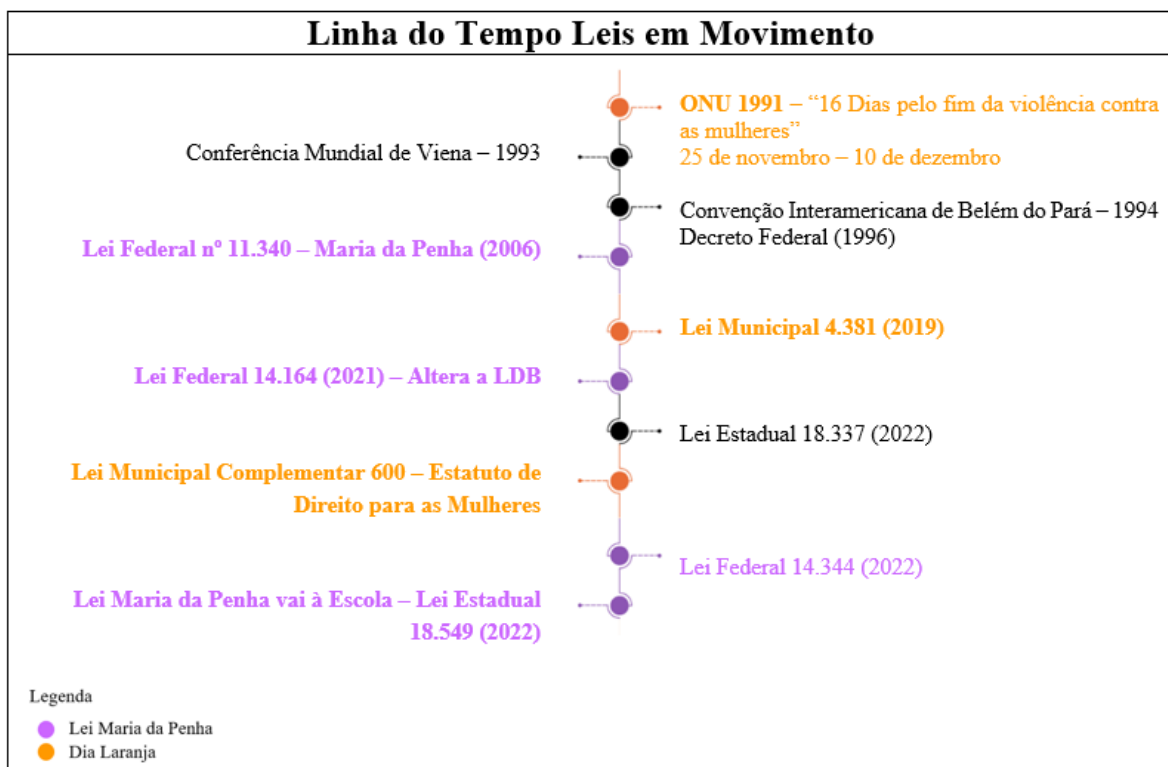 Linha do Tempo Leis em Movimento
ONU 1991 – “16 Dias pelo fim da violência contra
as mulheres”
25 de novembro – 10 de dezembro
Conferência Mundial de Viena – 1993
Convenção Interamericana de Belém do Pará – 1994
Decreto Federal (1996)
Lei Federal nº 11.340 – Maria da Penha (2006)
Lei Municipal 4.381 (2019)
Lei Federal 14.164 (2021) – Altera a LDB
Lei Estadual 18.337 (2022)
Lei Municipal Complementar 600 – Estatuto de
Direito para as Mulheres
Lei Federal 14.344 (2022)
Lei Maria da Penha vai à Escola – Lei Estadual
18.549 (2022)
Legenda
Lei Maria da Penha
Dia Laranja